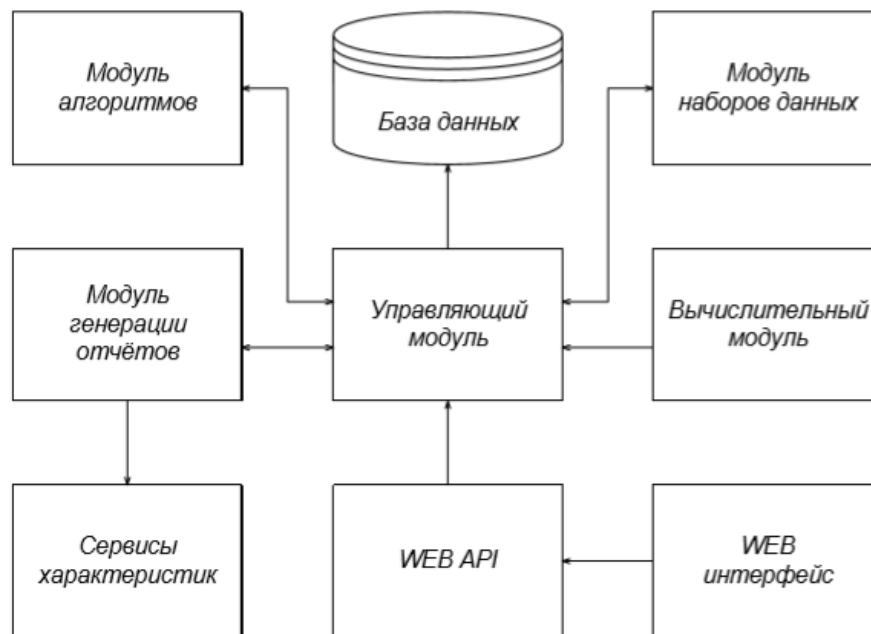 Модуль
алгоритмов
База данных
Модуль
наборов данных
Модуль
генерации
отчётов
Управляющий
модуль
Вычислительный
модуль
Сервисы
характеристик
WEB API
WEB
интерфейс